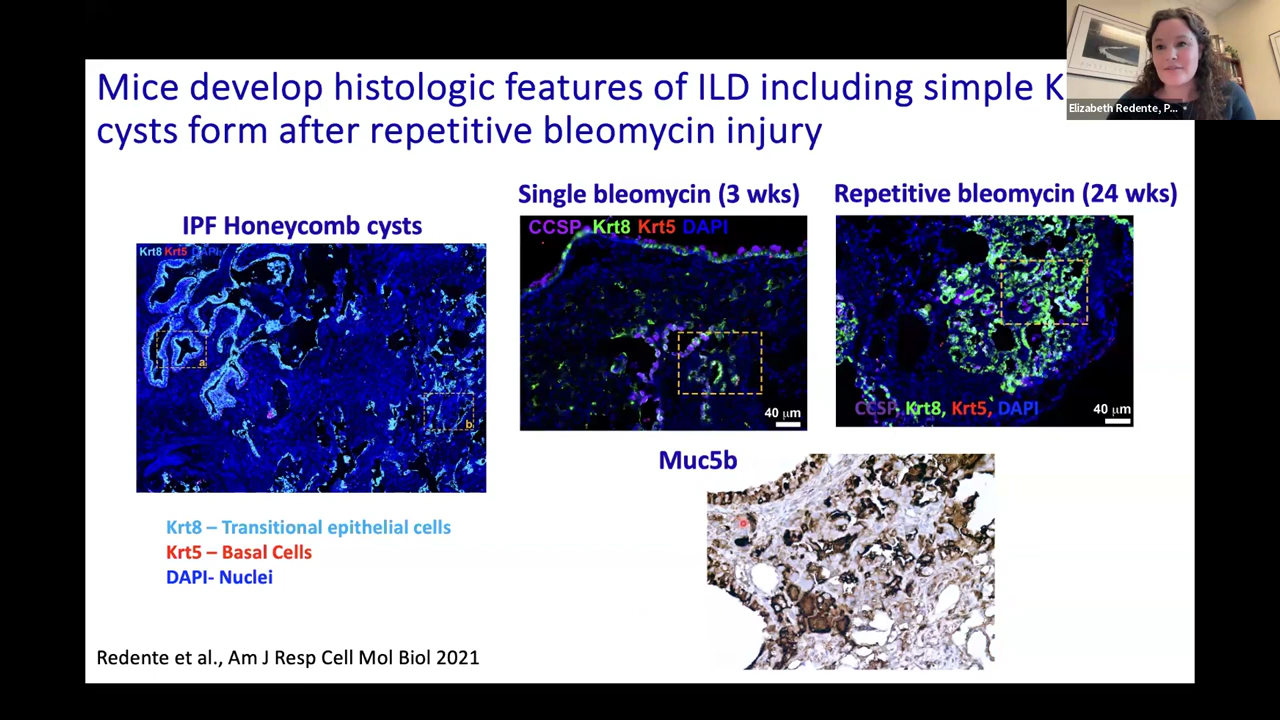 Mice develop histologic features of ILD including simple K
cysts form after repetitive bleomycin injury
Elizabeth Redente, P...
IPF Honeycomb cysts
Krt8 Krt5 DAPI
a
b
Krt8 – Transitional epithelial cells
Krt5 – Basal Cells
DAPI- Nuclei
Single bleomycin (3 wks)
CCSP Krt8 Krt5 DAPI
40 µm
Repetitive bleomycin (24 wks)
CCSP, Krt8, Krt5, DAPI
40 µm
Muc5b
Redente et al., Am J Resp Cell Mol Biol 2021